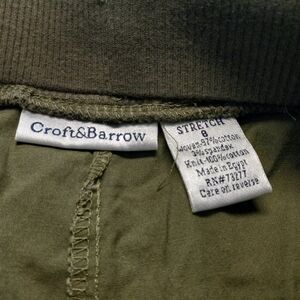 Croft&Barrow
STRETCH
8
Woven-97%cotton
3%spandex
Knit-100%cotton
Made in Egypt
RN#73277
Care on reverse